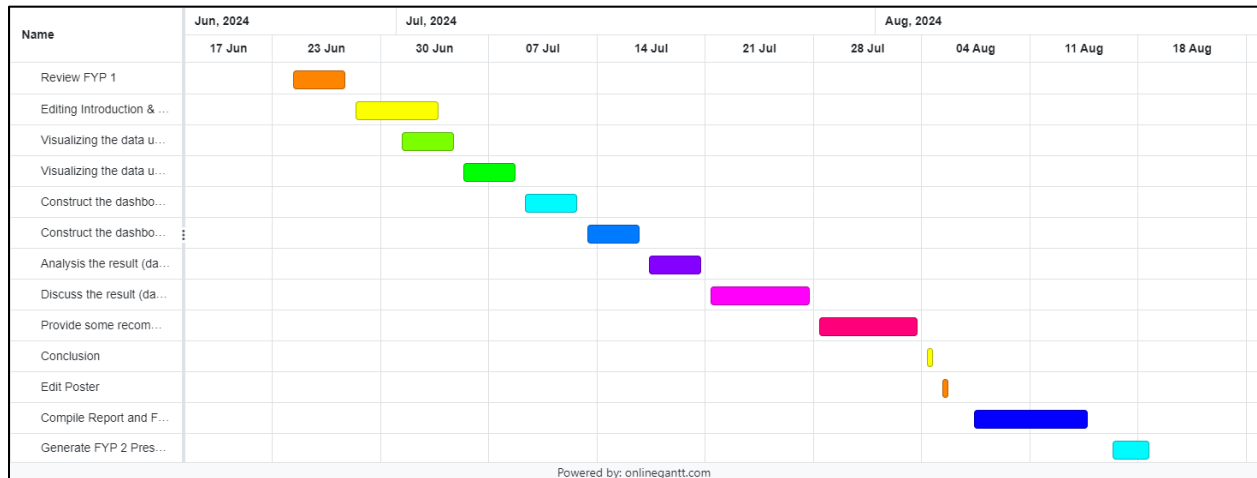 Name
Jun, 2024 Jul, 2024 Aug, 2024
17 Jun 23 Jun 30 Jun 07 Jul 14 Jul 21 Jul 28 Jul 04 Aug 11 Aug 18 Aug
Review FYP 1
Editing Introduction & ...
Visualizing the data u...
Visualizing the data u...
Construct the dashbo...
Construct the dashbo...
Analysis the result (da...
Discuss the result (da...
Provide some recom...
Conclusion
Edit Poster
Compile Report and F...
Generate FYP 2 Pres...
Powered by: onlinegantt.com